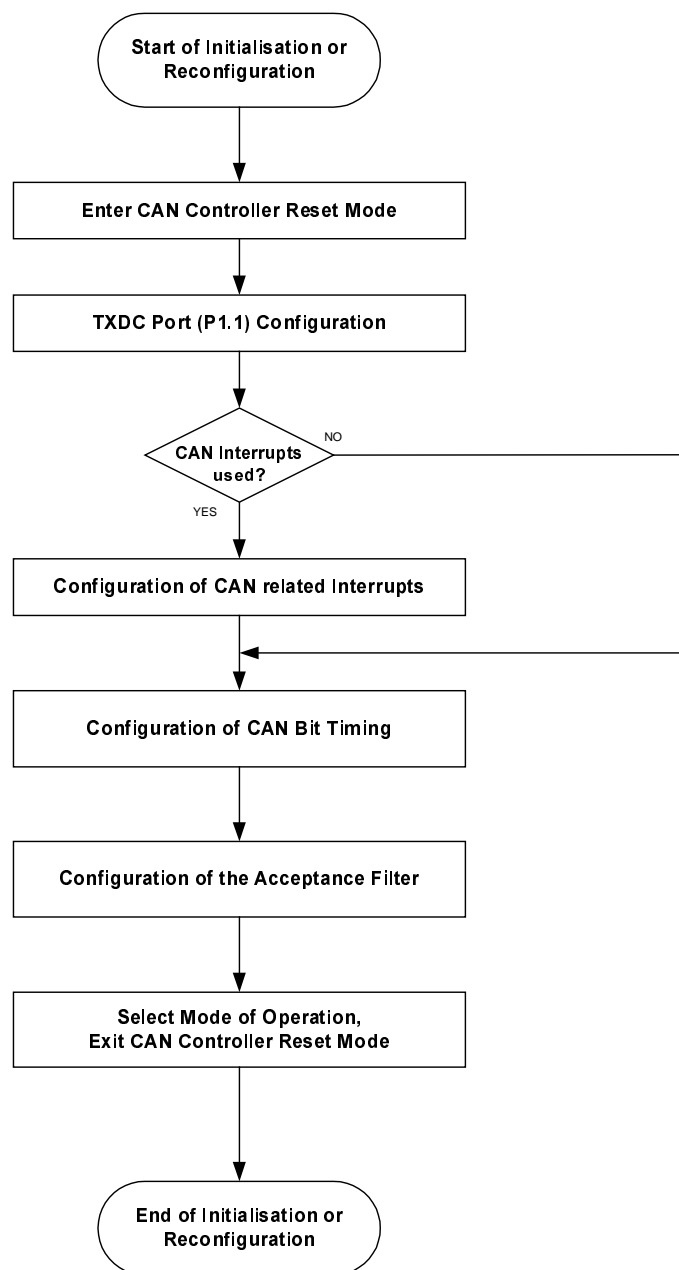 Start of Initialisation or
Reconfiguration
Enter CAN Controller Reset Mode
TXDC Port (P1.1) Configuration
CAN Interrupts
used?
NO
YES
Configuration of CAN related Interrupts
Configuration of CAN Bit Timing
Configuration of the Acceptance Filter
Select Mode of Operation,
Exit CAN Controller Reset Mode
End of Initialisation or
Reconfiguration